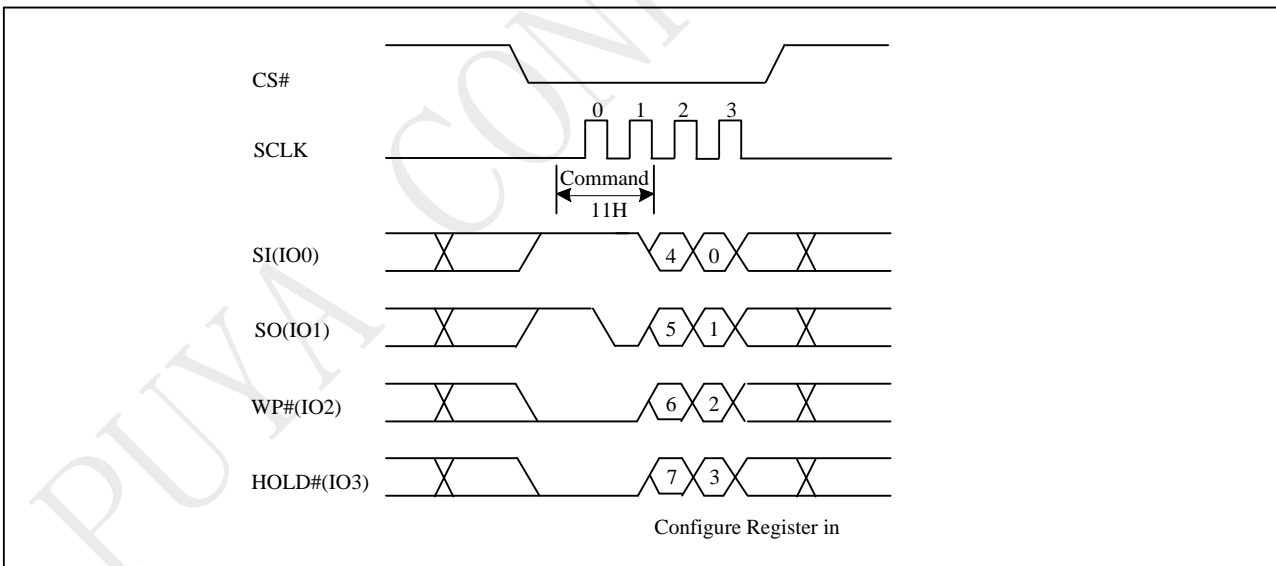 PUYA CONF
CS#
0 1 2 3
SCLK
Command
11H
SI(IO0)
4 0
SO(IO1)
5 1
WP#(IO2)
6 2
HOLD#(IO3)
7 3
Configure Register in